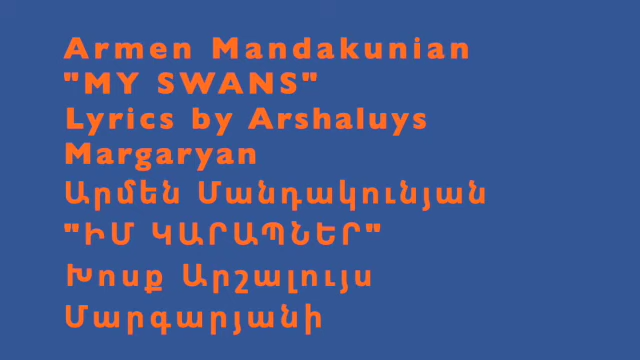 Armen Mandakunian
"MY SWANS"
Lyrics by Arshaluys
Margaryan
Արմեն Մանդակունյան
"ԻՄ ԿԱՐԱՊՆԵՐ"
Խոսք Արշալույս
Մարգարյանի